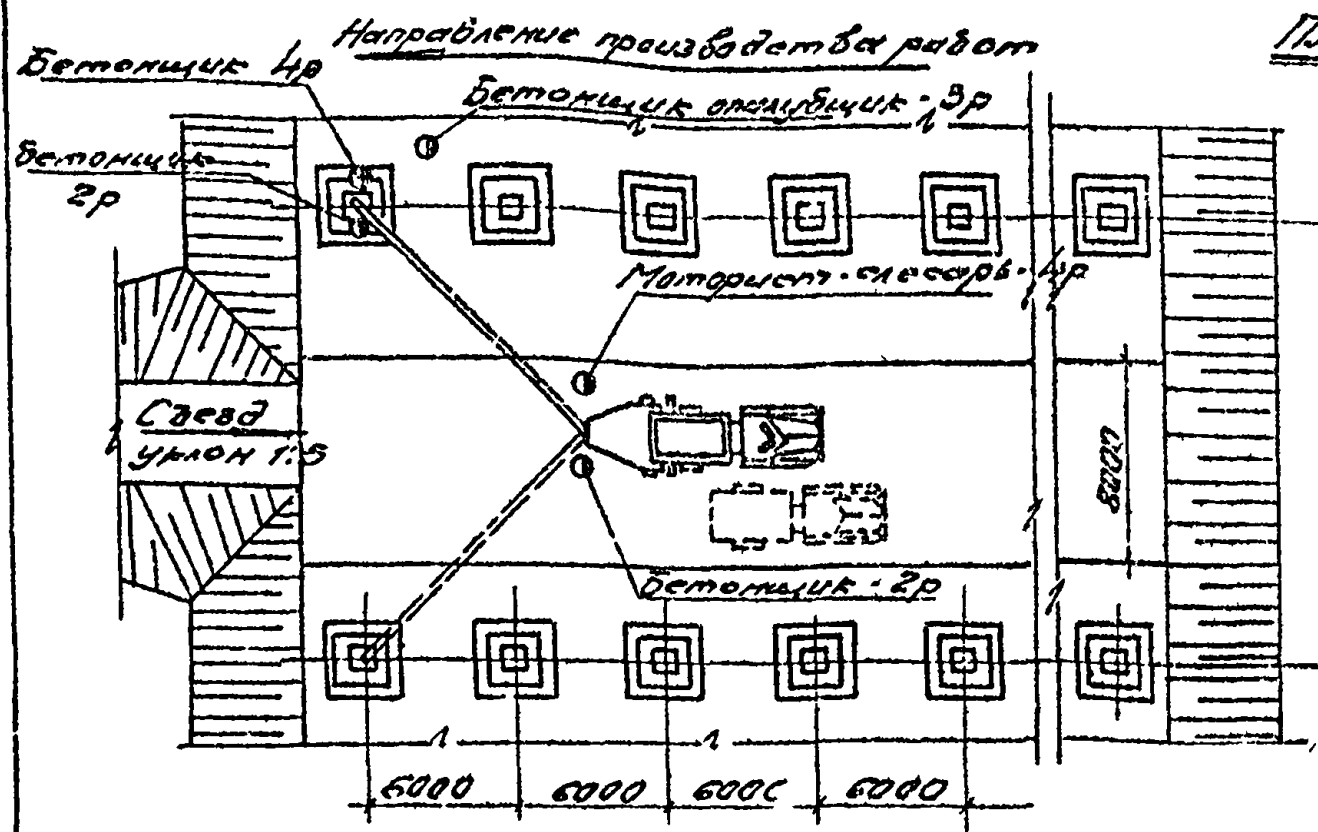 Направление производства работ
Пл
Бетонщик 4р
Бетонщик опалубщик - 3р
Бетонщик
2р
Моторист-слесарь - 4р
Съезд
уклон 1:5
8000
Бетонщик - 2р
6000 6000 6000 6000